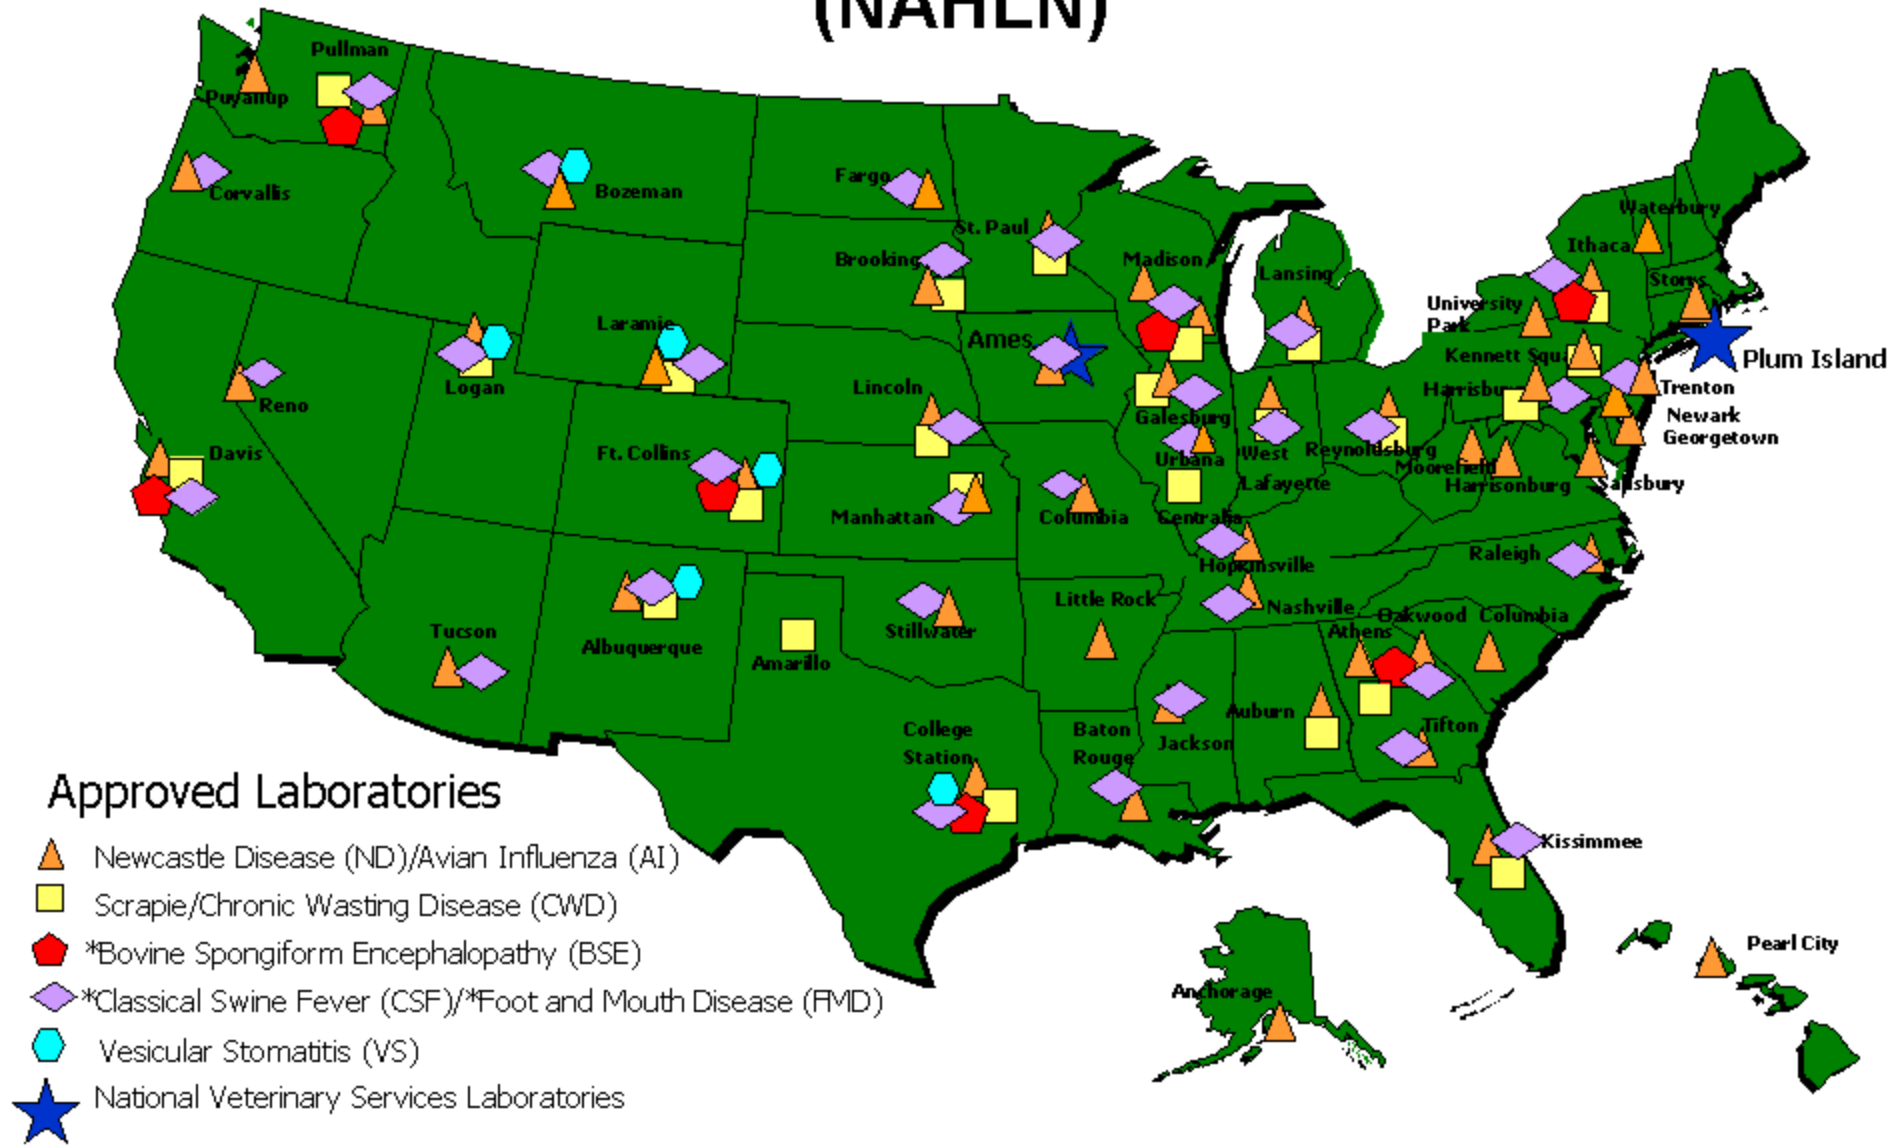 (NAHLN)
Pullman
Puyallup
Corvallis
Bozeman
Fargo
St. Paul
Brooking
Madison
Lansing
Waterbury
Ithaca
Storrs
University
Park
Ames
Laramie
Logan
Reno
Lincoln
Kennett Squa
Plum Island
Harrisbur
Trenton
Newark
Georgetown
Galesburg
Davis
Ft. Collins
Urbana
West
Lafayette
Reynoldsburg
Moorefield
Harrisonburg
Salisbury
Manhattan
Columbia
Centralia
Hopkinsville
Raleigh
Little Rock
Nashville
Oakwood
Columbia
Athens
Tucson
Albuquerque
Amarillo
Stillwater
College
Station
Baton
Rouge
Jackson
Auburn
Tifton
Kissimmee
Pearl City
Anchorage
Approved Laboratories
Newcastle Disease (ND)/Avian Influenza (AI)
Scrapie/Chronic Wasting Disease (CWD)
*Bovine Spongiform Encephalopathy (BSE)
*Classical Swine Fever (CSF)/*Foot and Mouth Disease (FMD)
Vesicular Stomatitis (VS)
National Veterinary Services Laboratories